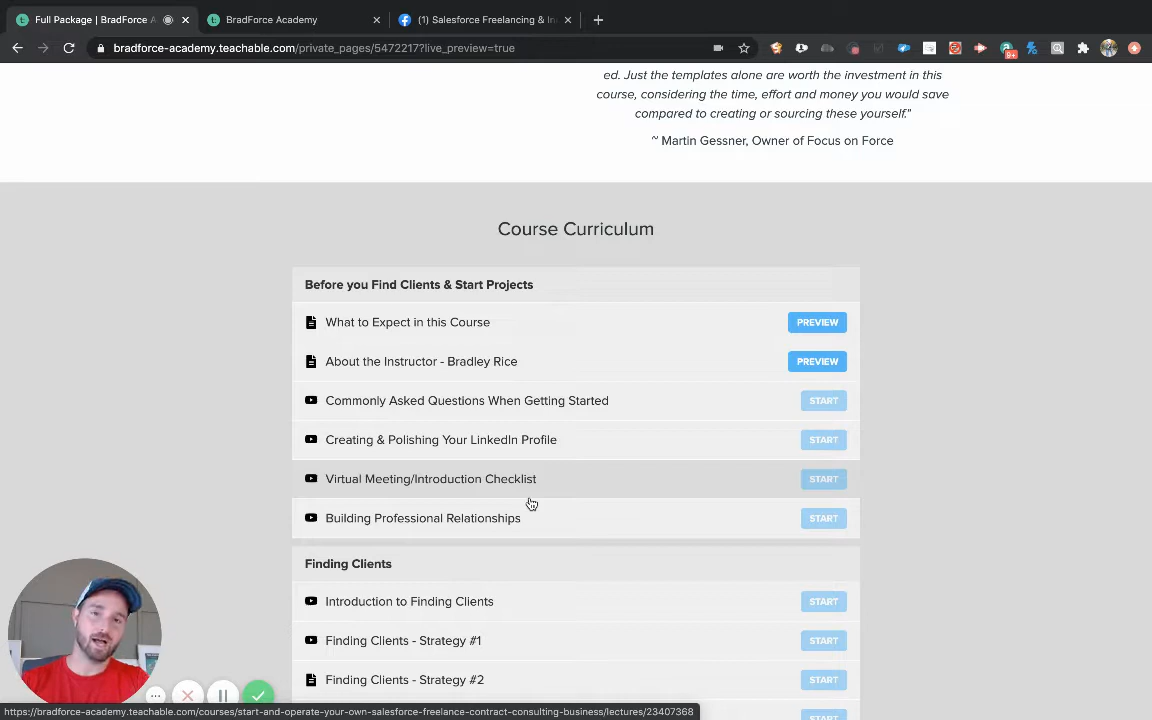 Full Package | BradForce A
BradForce Academy
(1) Salesforce Freelancing & In
bradforce-academy.teachable.com/private_pages/5472217?live_preview=true
9+
ed. Just the templates alone are worth the investment in this
course, considering the time, effort and money you would save
compared to creating or sourcing these yourself."
~ Martin Gessner, Owner of Focus on Force
Course Curriculum
Before you Find Clients & Start Projects
What to Expect in this Course PREVIEW
About the Instructor - Bradley Rice PREVIEW
Commonly Asked Questions When Getting Started START
Creating & Polishing Your LinkedIn Profile START
Virtual Meeting/Introduction Checklist START
Building Professional Relationships START
Finding Clients
Introduction to Finding Clients START
Finding Clients - Strategy #1 START
Finding Clients - Strategy #2 START
START
https://bradforce-academy.teachable.com/courses/start-and-operate-your-own-salesforce-freelance-contract-consulting-business/lectures/23407368